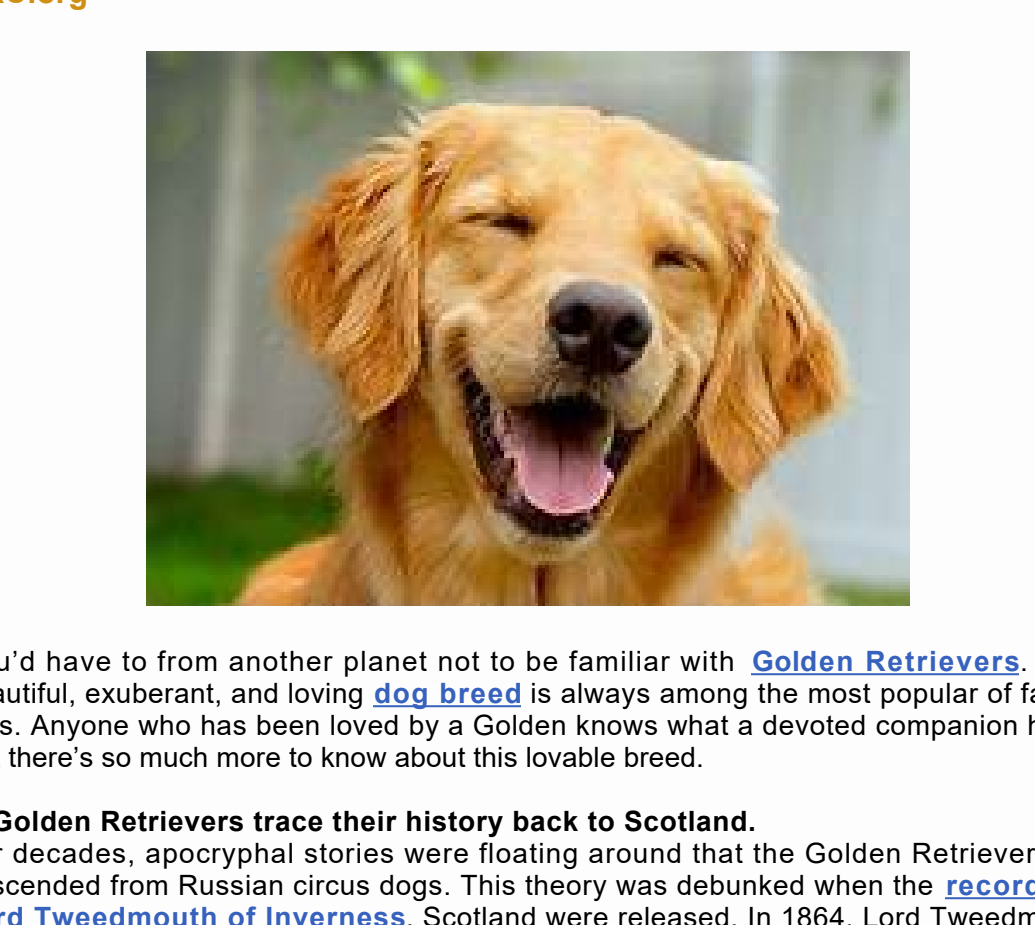 .org
u’d have to from another planet not to be familiar with Golden Retrievers.
autiful, exuberant, and loving dog breed is always among the most popular of fa
s. Anyone who has been loved by a Golden knows what a devoted companion h
there’s so much more to know about this lovable breed.
Golden Retrievers trace their history back to Scotland.
r decades, apocryphal stories were floating around that the Golden Retriever
scended from Russian circus dogs. This theory was debunked when the record
rd Tweedmouth of Inverness, Scotland were released. In 1864, Lord Tweedm